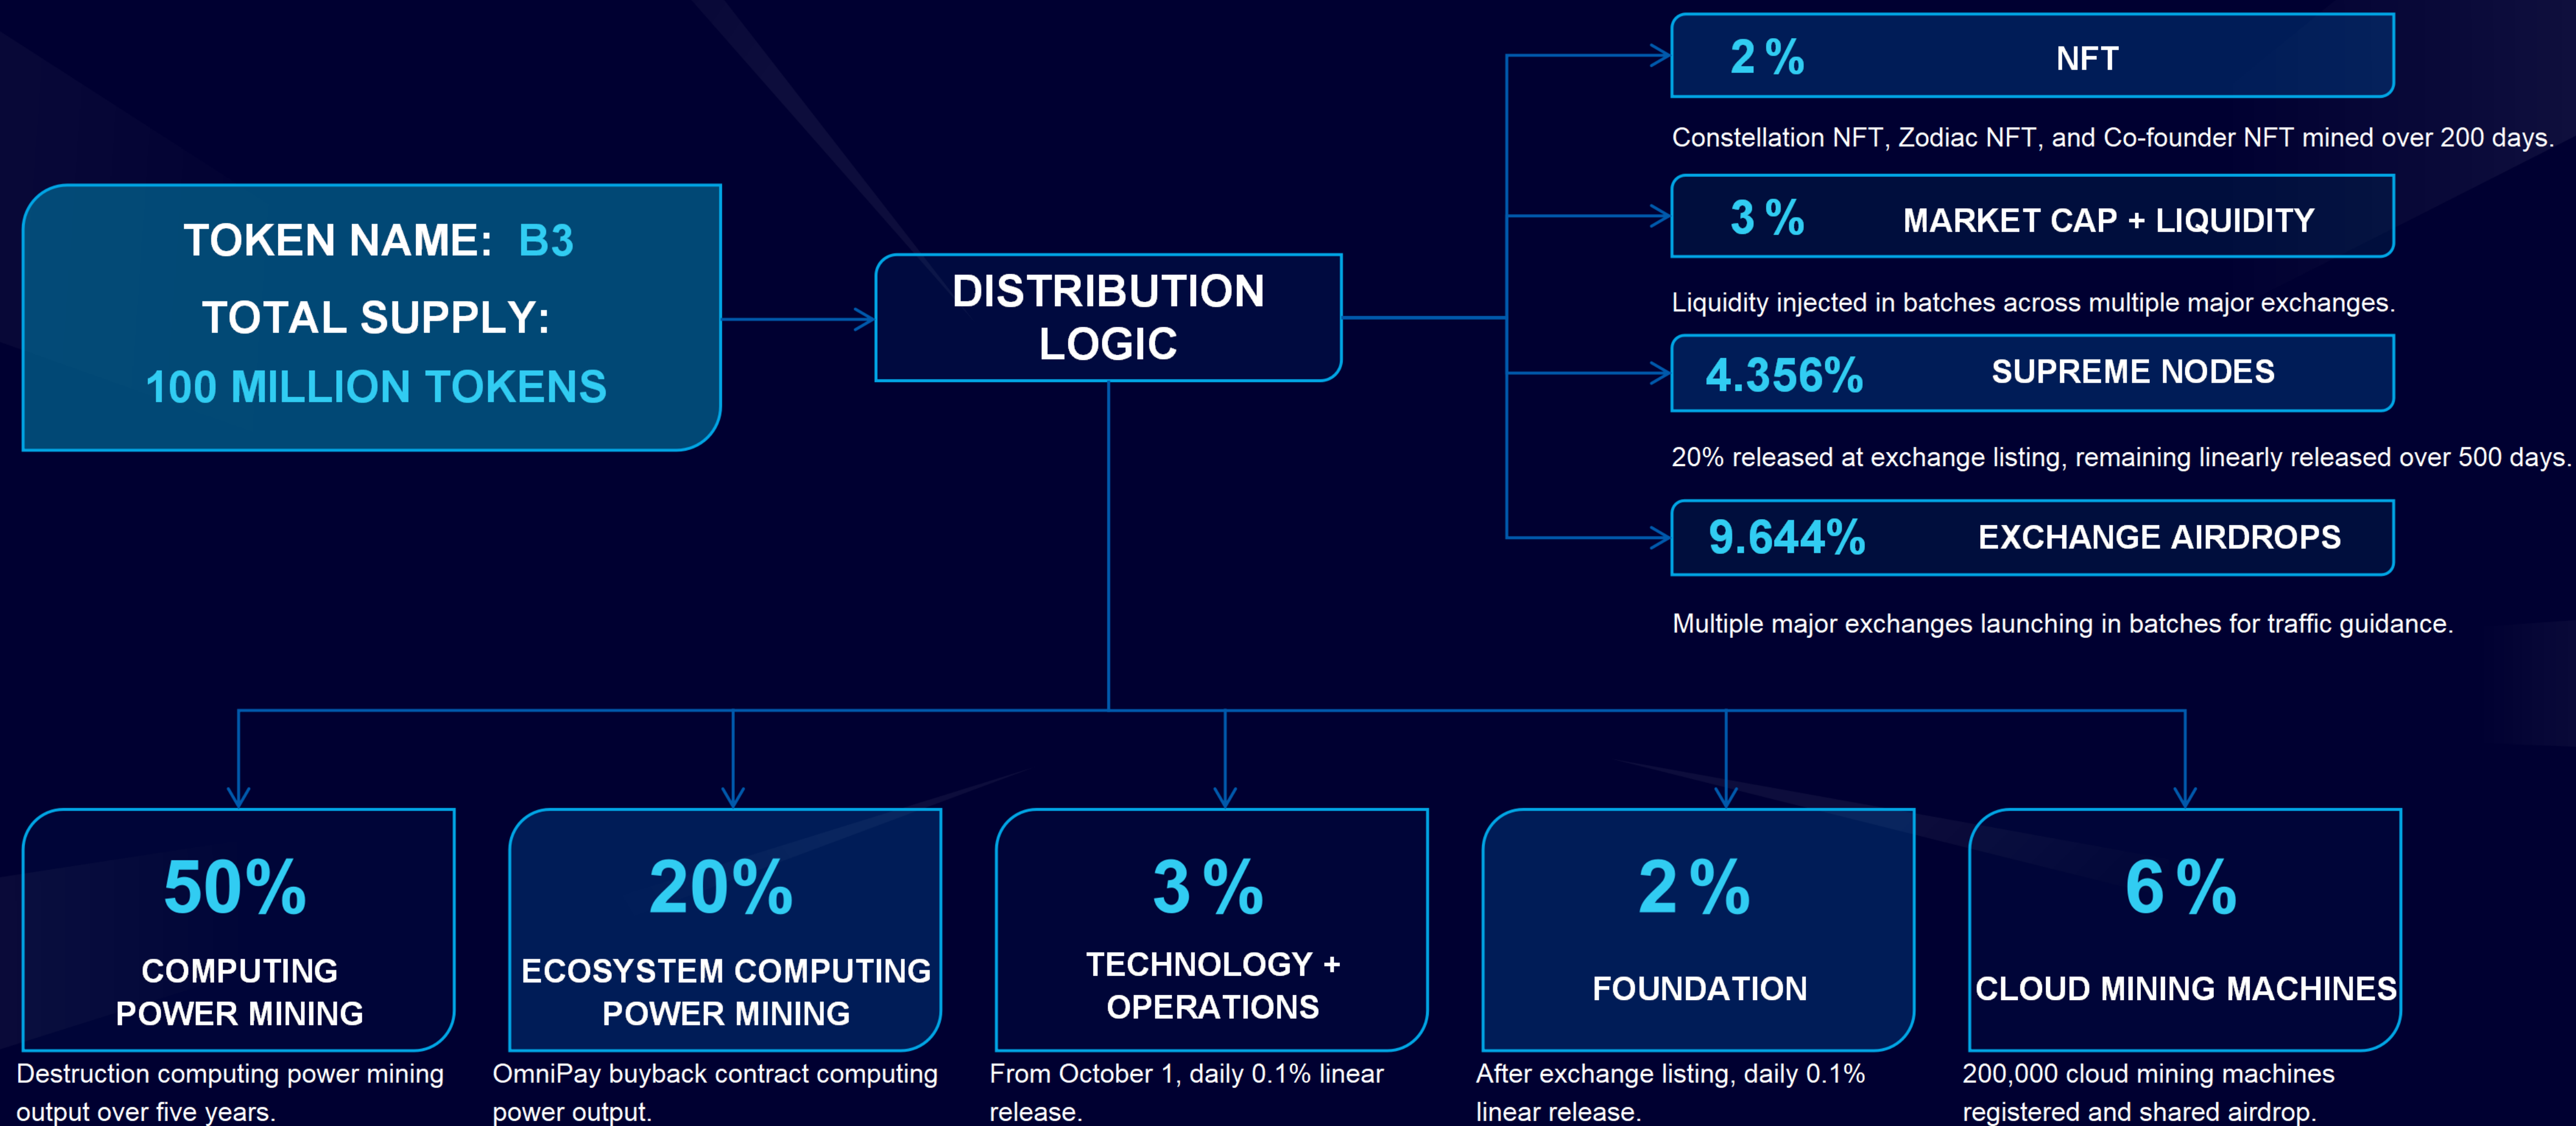 TOKEN NAME: B3
TOTAL SUPPLY:
100 MILLION TOKENS
DISTRIBUTION
LOGIC
2 % NFT
Constellation NFT, Zodiac NFT, and Co-founder NFT mined over 200 days.
3 % MARKET CAP + LIQUIDITY
Liquidity injected in batches across multiple major exchanges.
4.356% SUPREME NODES
20% released at exchange listing, remaining linearly released over 500 days.
9.644% EXCHANGE AIRDROPS
Multiple major exchanges launching in batches for traffic guidance.
50%
COMPUTING
POWER MINING
Destruction computing power mining
output over five years.
20%
ECOSYSTEM COMPUTING
POWER MINING
OmniPay buyback contract computing
power output.
3 %
TECHNOLOGY +
OPERATIONS
From October 1, daily 0.1% linear
release.
2 %
FOUNDATION
After exchange listing, daily 0.1%
linear release.
6 %
CLOUD MINING MACHINES
200,000 cloud mining machines
registered and shared airdrop.